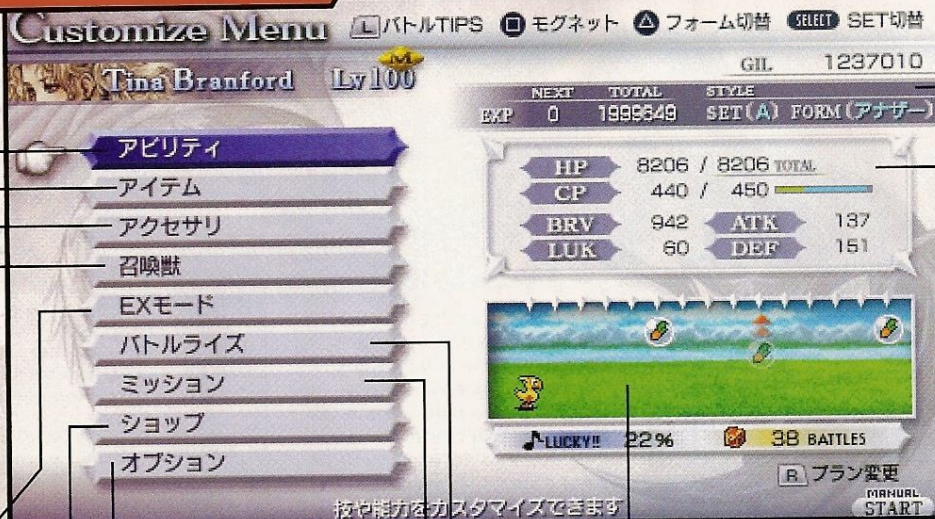 Customize Menu L バトルTIPS □ モグネット △ フォーム切替 SELECT SET切替
Tina Branford Lv100 M
GIL 1237010
NEXT TOTAL STYLE
EXP 0 1999649 SET(A) FORM(アナザー)
アビリティ
アイテム
アクセサリ
召喚獣
EXモード
バトルライズ
ミッション
ショップ
オプション
HP 8206 / 8206 TOTAL
CP 440 / 450
BRV 942 ATK 137
LUK 60 DEF 151
♪LUCKY!! 22% 38 BATTLES
R プラン変更
技や能力をカスタマイズできます
MANUAL
START